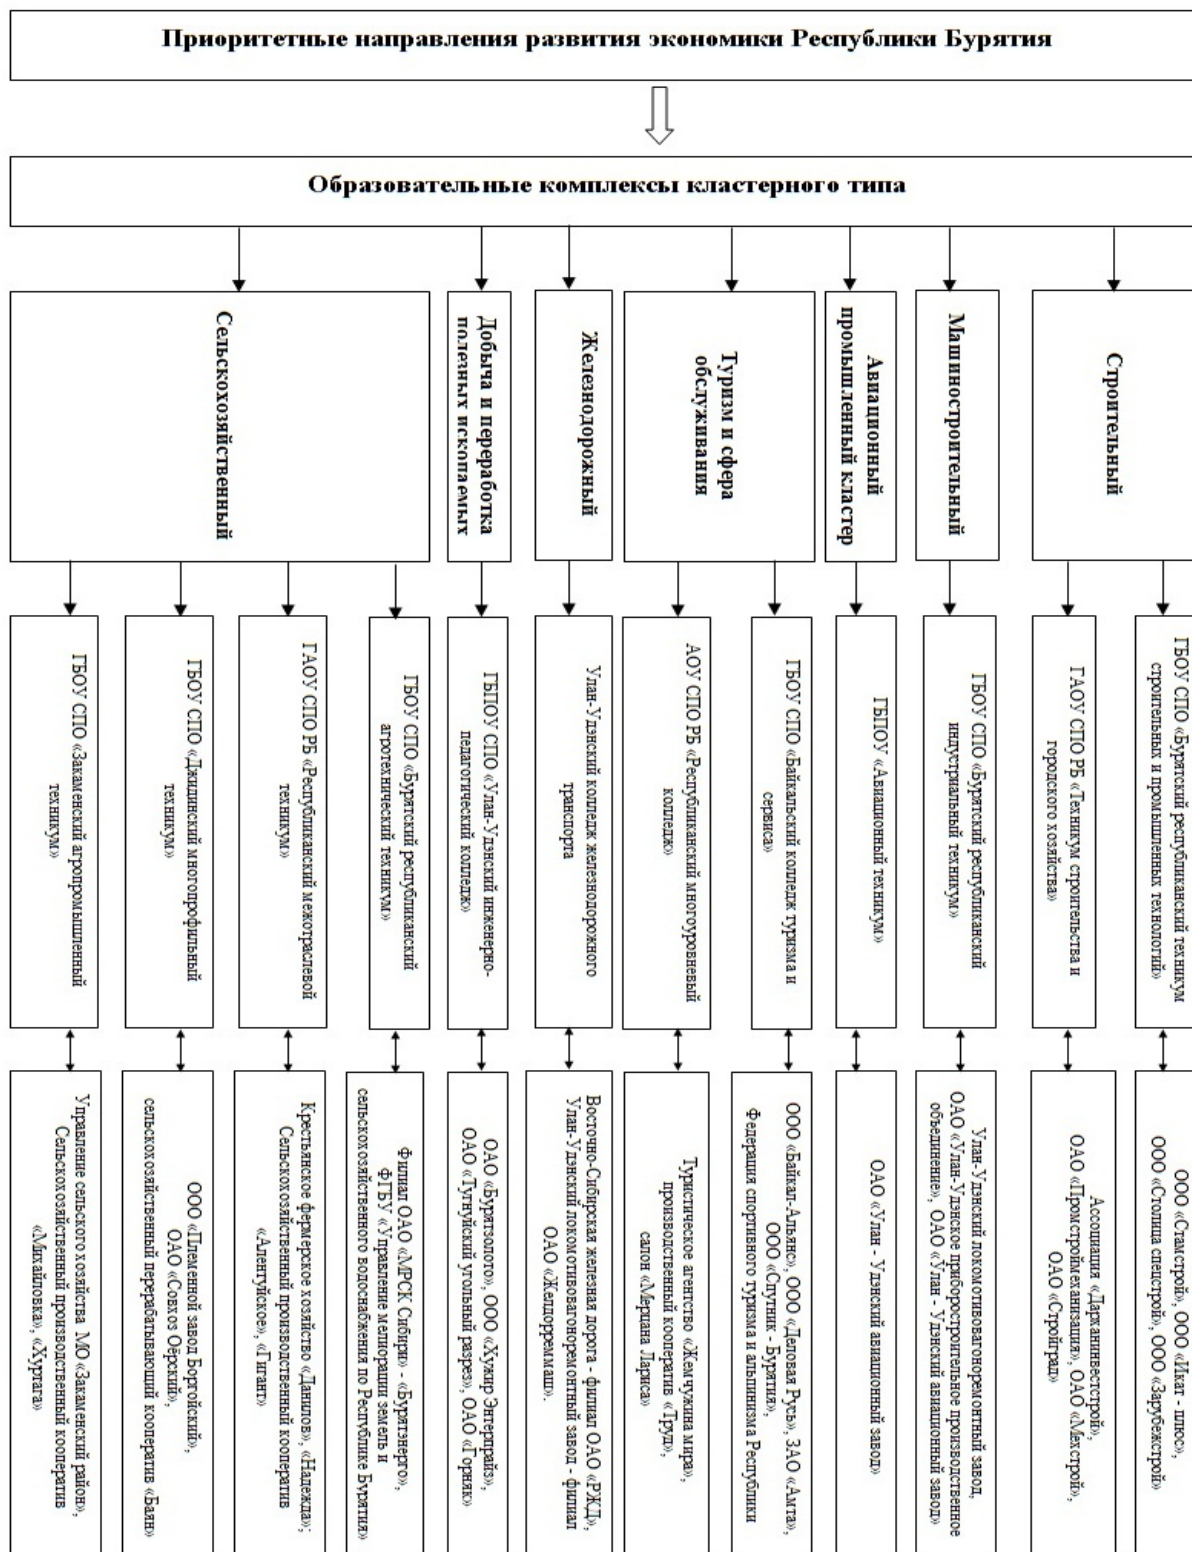 Приоритетные направления развития экономики Республики Бурятия
Образовательные комплексы кластерного типа
Сельскохозяйственный
Добыча и переработка
полезных ископаемых
Железнодорожный
Туризм и сфера
обслуживания
Авиационный
промышленный кластер
Машиностроительный
Строительный
ГБОУ СПО «Закаменский агропромышленный
техникум»
ГБОУ СПО «Джидинский многопрофильный
техникум»
ГАОУ СПО РБ «Республиканский межотраслевой
техникум»
ГБОУ СПО «Бурятский республиканский
агротехнический техникум»
ГБПОУ СПО «Улан-Удэнский инженерно-
педагогический колледж»
Улан-Удэнский колледж железнодорожного
транспорта
АОУ СПО РБ «Республиканский многоуровневый
колледж»
ГБОУ СПО «Байкальский колледж туризма и
сервиса»
ГБПОУ «Авиационный техникум»
ГБОУ СПО «Бурятский республиканский
индустриальный техникум»
ГАОУ СПО РБ «Техникум строительства и
городского хозяйства»
ГБОУ СПО «Бурятский республиканский техникум
строительных и промышленных технологий»
Управление сельского хозяйства МО «Закаменский район»,
Сельскохозяйственный производственный кооператив
«Михайловка», «Хуртага»
ООО «Племенной завод Боргойский»,
ОАО «Совхоз Оёрский»,
сельскохозяйственный перерабатывающий кооператив «Баян»
Крестьянское фермерское хозяйство «Данилов», «Надежда»;
Сельскохозяйственный производственный кооператив
«Алентуйское», «Гигант»
Филиал ОАО «МРСК Сибири» - «Бурятэнерго»,
ФГБУ «Управление мелиорации земель и
сельскохозяйственного водоснабжения по Республике Бурятия»
ОАО «Бурятзолото», ООО «Хужир Энтерпрайз»,
ОАО «Тугнуйский угольный разрез», ОАО «Горняк»
Восточно-Сибирская железная дорога - филиал ОАО «РЖД»,
Улан-Удэнский локомотивовагоноремонтный завод - филиал
ОАО «Желдорреммаш».
Туристическое агентство «Жемчужина мира»,
производственный кооператив «Труд»,
салон «Мерцана Лариса»
ООО «Байкал-Альянс», ООО «Деловая Русь», ЗАО «Амта»,
ООО «Спутник - Бурятия»,
Федерация спортивного туризма и альпинизма Республики
ОАО «Улан - Удэнский авиационный завод»
Улан-Удэнский локомотивовагоноремонтный завод,
ОАО «Улан-Удэнское приборостроительное производственное
объединение», ОАО «Улан - Удэнский авиационный завод»
Ассоциация «Дарханинвестстрой»,
ОАО «Промстроймеханизация», ОАО «Мехстрой»,
ОАО «Стройград»
ООО «Стамстрой», ООО «Икат - плюс»,
ООО «Столица спецстрой», ООО «Зарубежстрой»